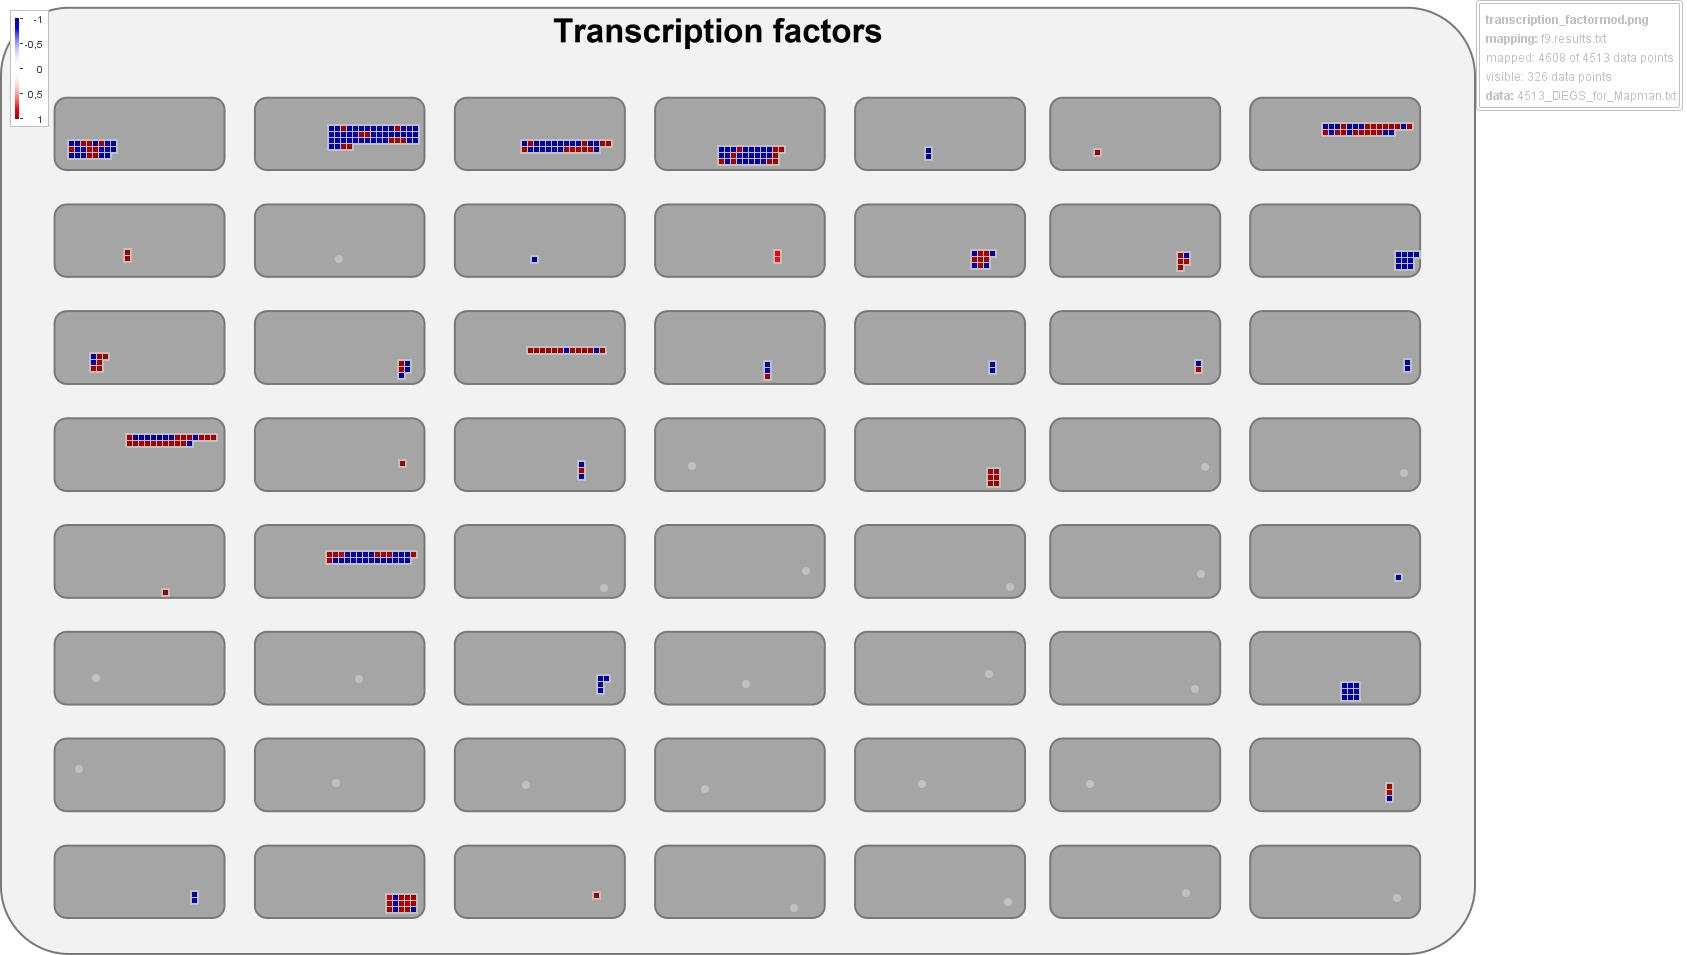 Transcription factors
-1
-0,5
0
0,5
1
transcription_factormod.png
mapping: f9.results.txt
mapped: 4608 of 4513 data points
visible: 326 data points
data: 4513_DEGS_for_Mapman.txt